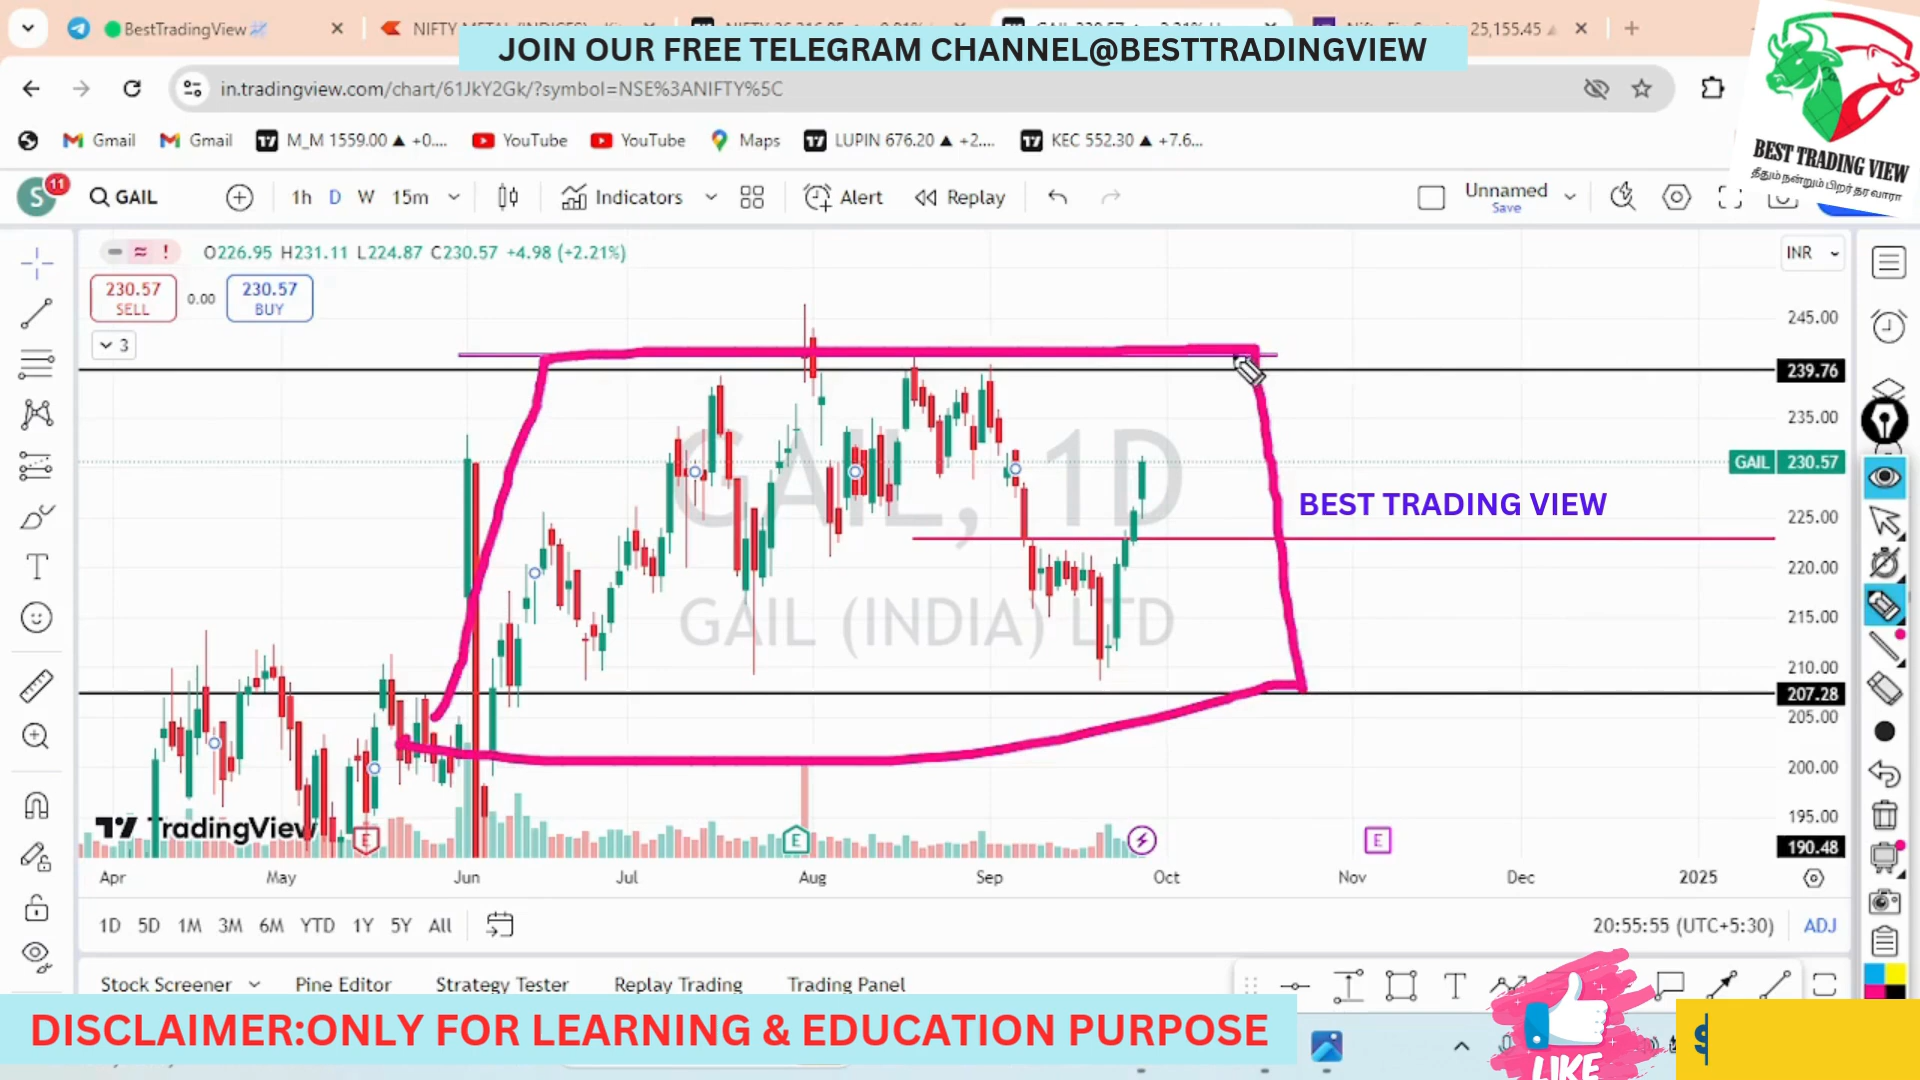 BestTradingView
NIFTY
25,155.45
JOIN OUR FREE TELEGRAM CHANNEL@BESTTRADINGVIEW
in.tradingview.com/chart/61JkY2Gk/?symbol=NSE%3ANIFTY%5C
Gmail
Gmail
M_M 1559.00 ▲ +0....
YouTube
YouTube
Maps
LUPIN 676.20 ▲ +2....
KEC 552.30 ▲ +7.6...
BEST TRADING VIEW
தீதும் நன்றும் பிறர் தர வாரா
S 11
GAIL
1h D W 15m
Indicators
Alert
Replay
Unnamed
Save
O226.95 H231.11 L224.87 C230.57 +4.98 (+2.21%)
INR
230.57
SELL
0.00
230.57
BUY
3
GAIL, 1D
GAIL (INDIA) LTD
BEST TRADING VIEW
245.00
239.76
235.00
GAIL 230.57
225.00
220.00
215.00
210.00
207.28
205.00
200.00
195.00
190.48
TradingView
E
E
E
Apr May Jun Jul Aug Sep Oct Nov Dec 2025
1D 5D 1M 3M 6M YTD 1Y 5Y All
20:55:55 (UTC+5:30)
ADJ
Stock Screener
Pine Editor
Strategy Tester
Replay Trading
Trading Panel
DISCLAIMER:ONLY FOR LEARNING & EDUCATION PURPOSE
LIKE